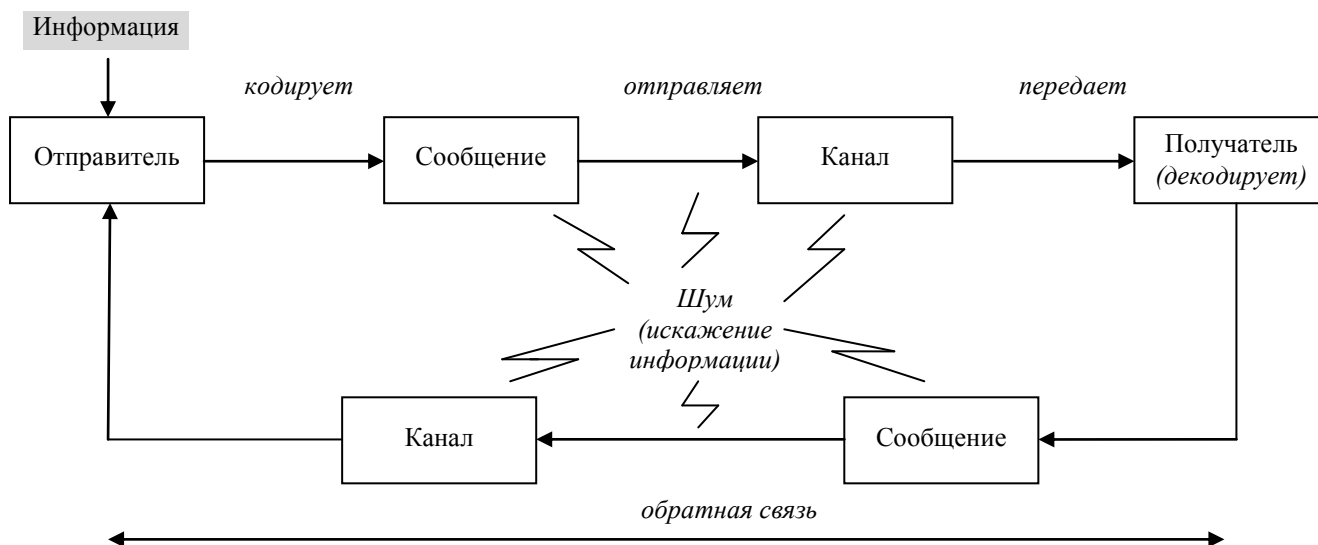 Информация
кодирует
отправляет
передает
Отправитель
Сообщение
Канал
Получатель
(декодирует)
Шум
(искажение
информации)
Канал
Сообщение
обратная связь